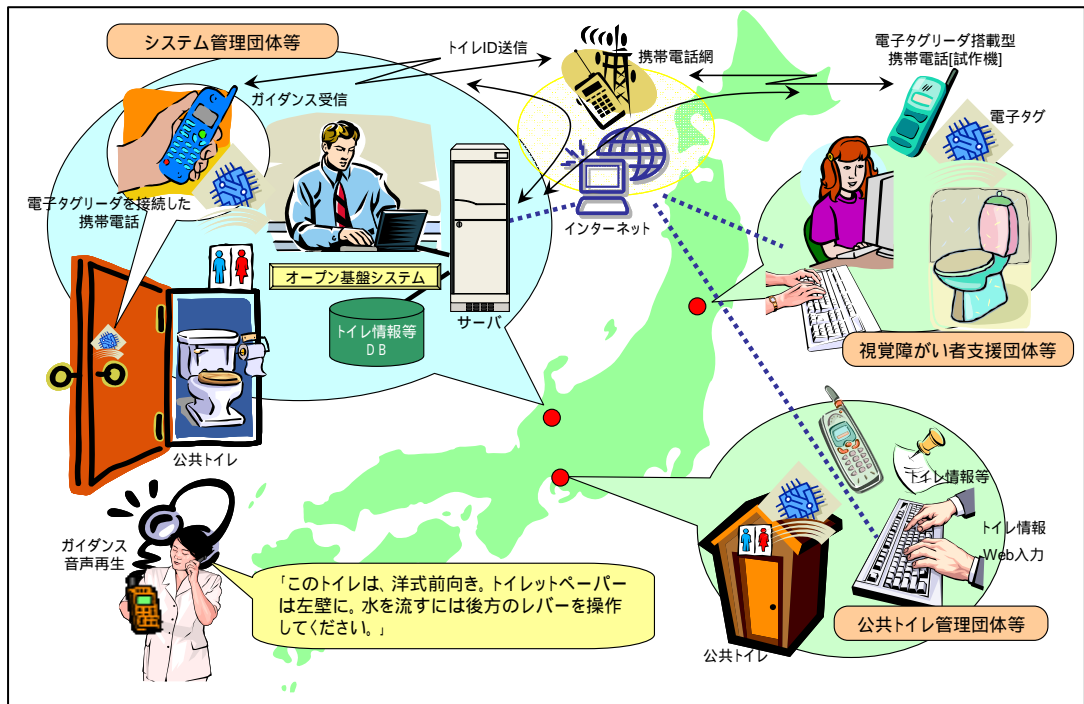 システム管理団体等
トイレID送信
携帯電話網
電子タグリーダ搭載型
携帯電話[試作機]
ガイダンス受信
電子タグ
電子タグリーダを接続した
携帯電話
インターネット
オープン基盤システム
サーバ
トイレ情報等
DB
視覚障がい者支援団体等
公共トイレ
トイレ情報等
ガイダンス
音声再生
トイレ情報
Web入力
「このトイレは、洋式前向き。トイレットペーパー
は左壁に。水を流すには後方のレバーを操作
してください。」
公共トイレ管理団体等
公共トイレ